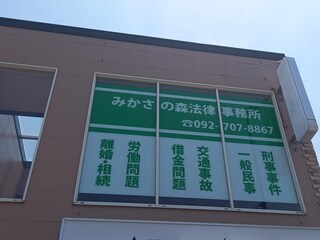 みかさの森法律事務所
☎092-707-8867
離婚・相続
労働問題
借金問題
交通事故
一般民事
刑事事件